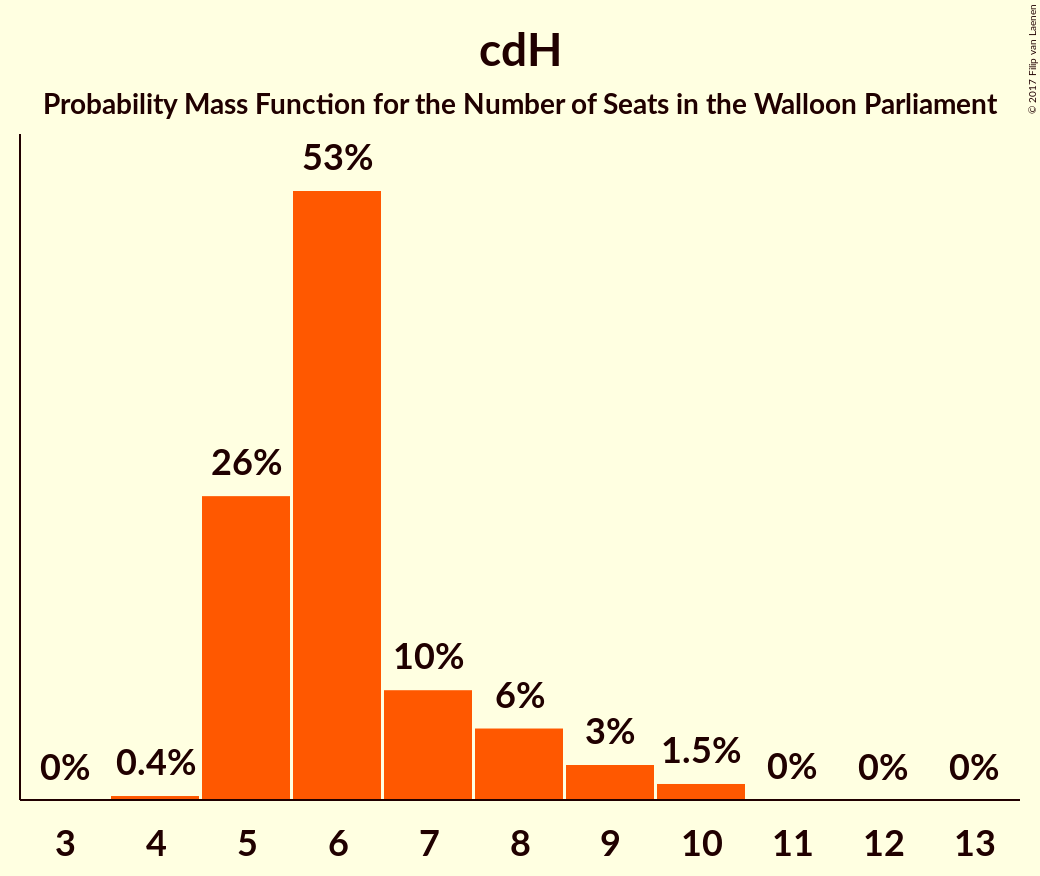 cdH
Probability Mass Function for the Number of Seats in the Walloon Parliament
© 2017 Filip van Laenen
53%
26%
10%
6%
3%
1.5%
0%
0.4%
0%
0%
0%
3 4 5 6 7 8 9 10 11 12 13